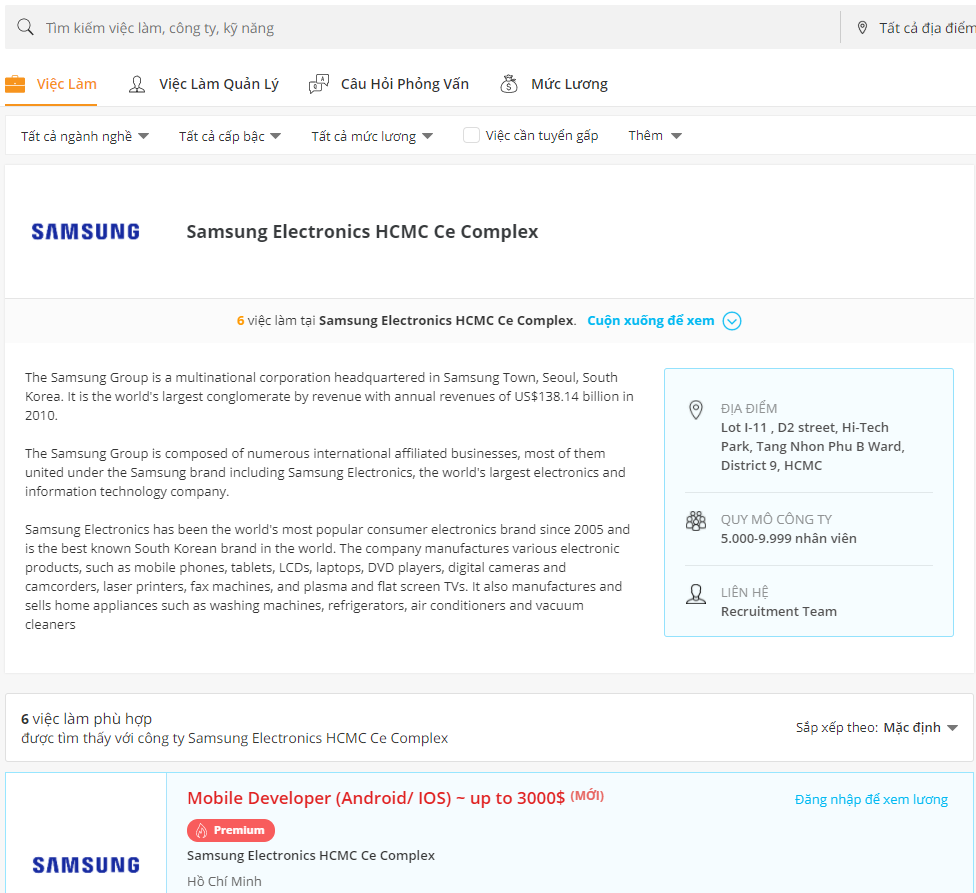 Tìm kiếm việc làm, công ty, kỹ năng
Tất cả địa điểm
Việc Làm
Việc Làm Quản Lý
Câu Hỏi Phỏng Vấn
Mức Lương
Tất cả ngành nghề
Tất cả cấp bậc
Tất cả mức lương
Việc cần tuyển gấp
Thêm
SAMSUNG
Samsung Electronics HCMC Ce Complex
6 việc làm tại Samsung Electronics HCMC Ce Complex. Cuộn xuống để xem
The Samsung Group is a multinational corporation headquartered in Samsung Town, Seoul, South
Korea. It is the world's largest conglomerate by revenue with annual revenues of US$138.14 billion in
2010.
The Samsung Group is composed of numerous international affiliated businesses, most of them
united under the Samsung brand including Samsung Electronics, the world's largest electronics and
information technology company.
Samsung Electronics has been the world's most popular consumer electronics brand since 2005 and
is the best known South Korean brand in the world. The company manufactures various electronic
products, such as mobile phones, tablets, LCDs, laptops, DVD players, digital cameras and
camcorders, laser printers, fax machines, and plasma and flat screen TVs. It also manufactures and
sells home appliances such as washing machines, refrigerators, air conditioners and vacuum
cleaners
ĐỊA ĐIỂM
Lot I-11 , D2 street, Hi-Tech
Park, Tang Nhon Phu B Ward,
District 9, HCMC
QUY MÔ CÔNG TY
5.000-9.999 nhân viên
LIÊN HỆ
Recruitment Team
6 việc làm phù hợp
được tìm thấy với công ty Samsung Electronics HCMC Ce Complex
Sắp xếp theo: Mặc định
Mobile Developer (Android/ IOS) ~ up to 3000$ (MỚI)
Đăng nhập để xem lương
Premium
Samsung Electronics HCMC Ce Complex
SAMSUNG
Hồ Chí Minh